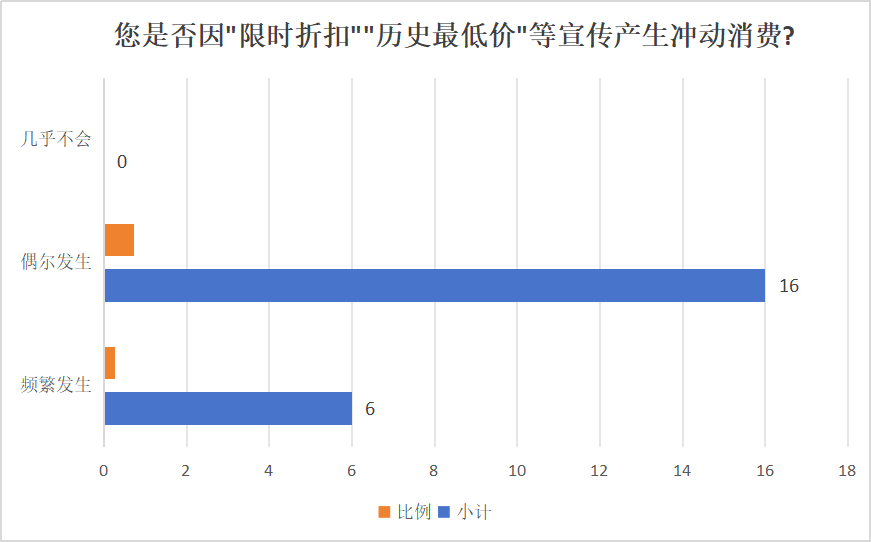 您是否因"限时折扣""历史最低价"等宣传产生冲动消费?
几乎不会
0
偶尔发生
16
频繁发生
6
0 2 4 6 8 10 12 14 16 18
比例 小计